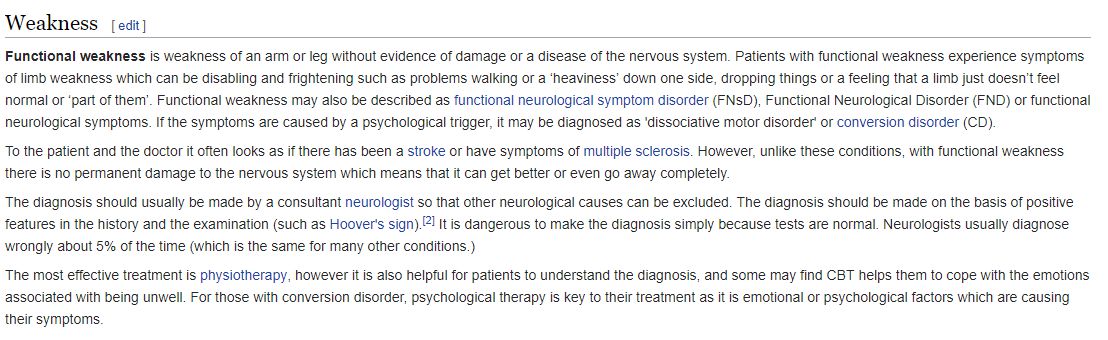 Weakness [ edit ]
Functional weakness is weakness of an arm or leg without evidence of damage or a disease of the nervous system. Patients with functional weakness experience symptoms
of limb weakness which can be disabling and frightening such as problems walking or a ‘heaviness’ down one side, dropping things or a feeling that a limb just doesn’t feel
normal or ‘part of them’. Functional weakness may also be described as functional neurological symptom disorder (FNsD), Functional Neurological Disorder (FND) or functional
neurological symptoms. If the symptoms are caused by a psychological trigger, it may be diagnosed as 'dissociative motor disorder' or conversion disorder (CD).
To the patient and the doctor it often looks as if there has been a stroke or have symptoms of multiple sclerosis. However, unlike these conditions, with functional weakness
there is no permanent damage to the nervous system which means that it can get better or even go away completely.
The diagnosis should usually be made by a consultant neurologist so that other neurological causes can be excluded. The diagnosis should be made on the basis of positive
features in the history and the examination (such as Hoover's sign).[2] It is dangerous to make the diagnosis simply because tests are normal. Neurologists usually diagnose
wrongly about 5% of the time (which is the same for many other conditions.)
The most effective treatment is physiotherapy, however it is also helpful for patients to understand the diagnosis, and some may find CBT helps them to cope with the emotions
associated with being unwell. For those with conversion disorder, psychological therapy is key to their treatment as it is emotional or psychological factors which are causing
their symptoms.